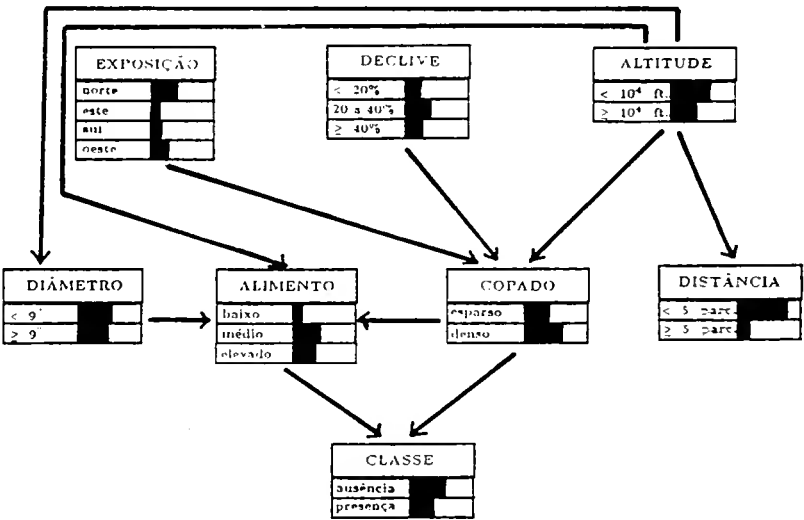 EXPOSIÇÃO
norte
este
sul
oeste
DECLIVE
< 20%
20 a 40%
≥ 40%
ALTITUDE
< 10⁴ ft.
≥ 10⁴ ft.
DIÂMETRO
< 9"
≥ 9"
ALIMENTO
baixo
médio
elevado
COPADO
esparso
denso
DISTÂNCIA
< 5 parc.
≥ 5 parc.
CLASSE
ausência
presença